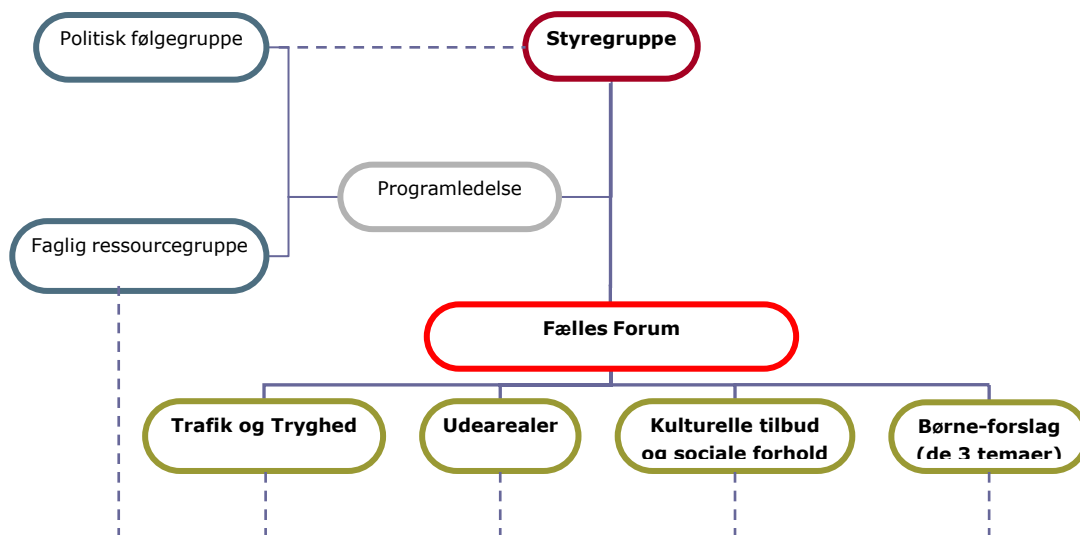 Politisk følgegruppe
Styregruppe
Programledelse
Faglig ressourcegruppe
Fælles Forum
Trafik og Tryghed
Udearealer
Kulturelle tilbud
og sociale forhold
Børne-forslag
(de 3 temaer)